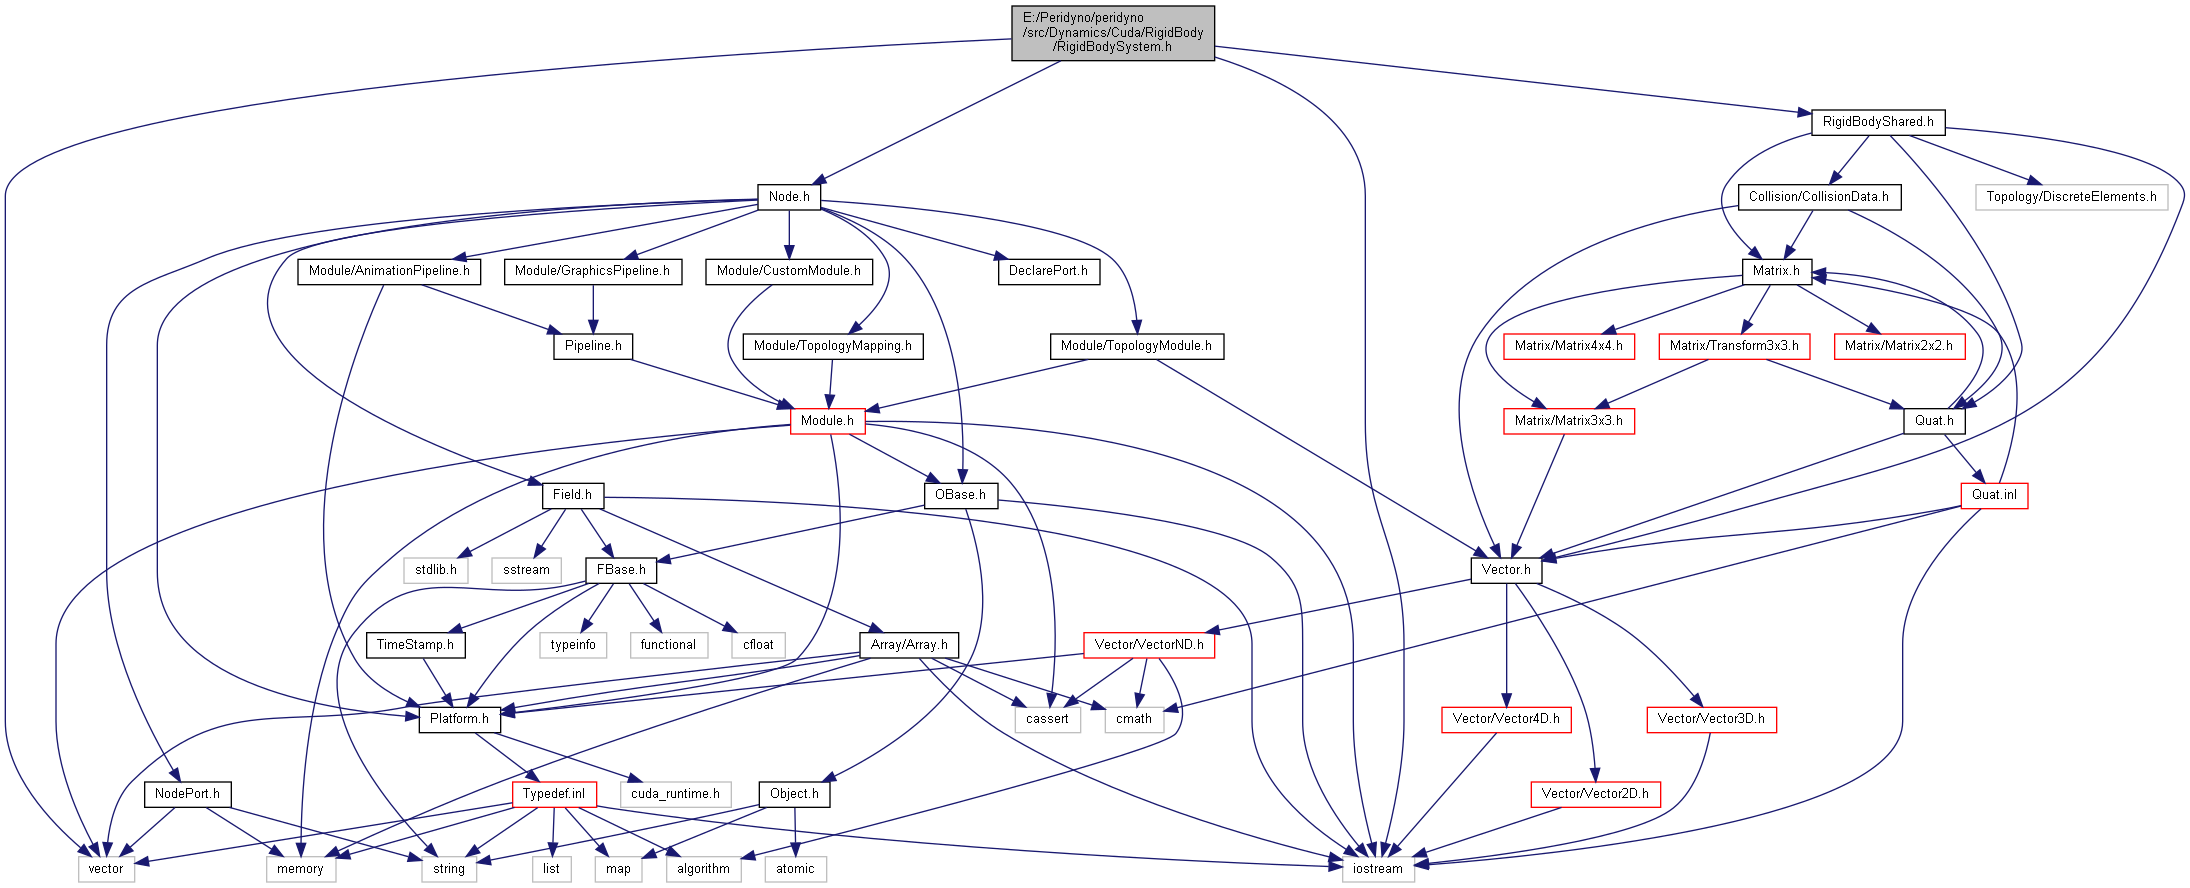 E:/Peridyno/peridyno
/src/Dynamics/Cuda/RigidBody
/RigidBodySystem.h
RigidBodyShared.h
Node.h
Collision/CollisionData.h
Topology/DiscreteElements.h
Module/AnimationPipeline.h
Module/GraphicsPipeline.h
Module/CustomModule.h
DeclarePort.h
Matrix.h
Pipeline.h
Module/TopologyMapping.h
Module/TopologyModule.h
Matrix/Matrix4x4.h
Matrix/Transform3x3.h
Matrix/Matrix2x2.h
Module.h
Matrix/Matrix3x3.h
Quat.h
Field.h
OBase.h
Quat.inl
stdlib.h
sstream
FBase.h
Vector.h
TimeStamp.h
typeinfo
functional
cfloat
Array/Array.h
Vector/VectorND.h
Platform.h
cassert
cmath
Vector/Vector4D.h
Vector/Vector3D.h
NodePort.h
Typedef.inl
cuda_runtime.h
Object.h
Vector/Vector2D.h
vector
memory
string
list
map
algorithm
atomic
iostream